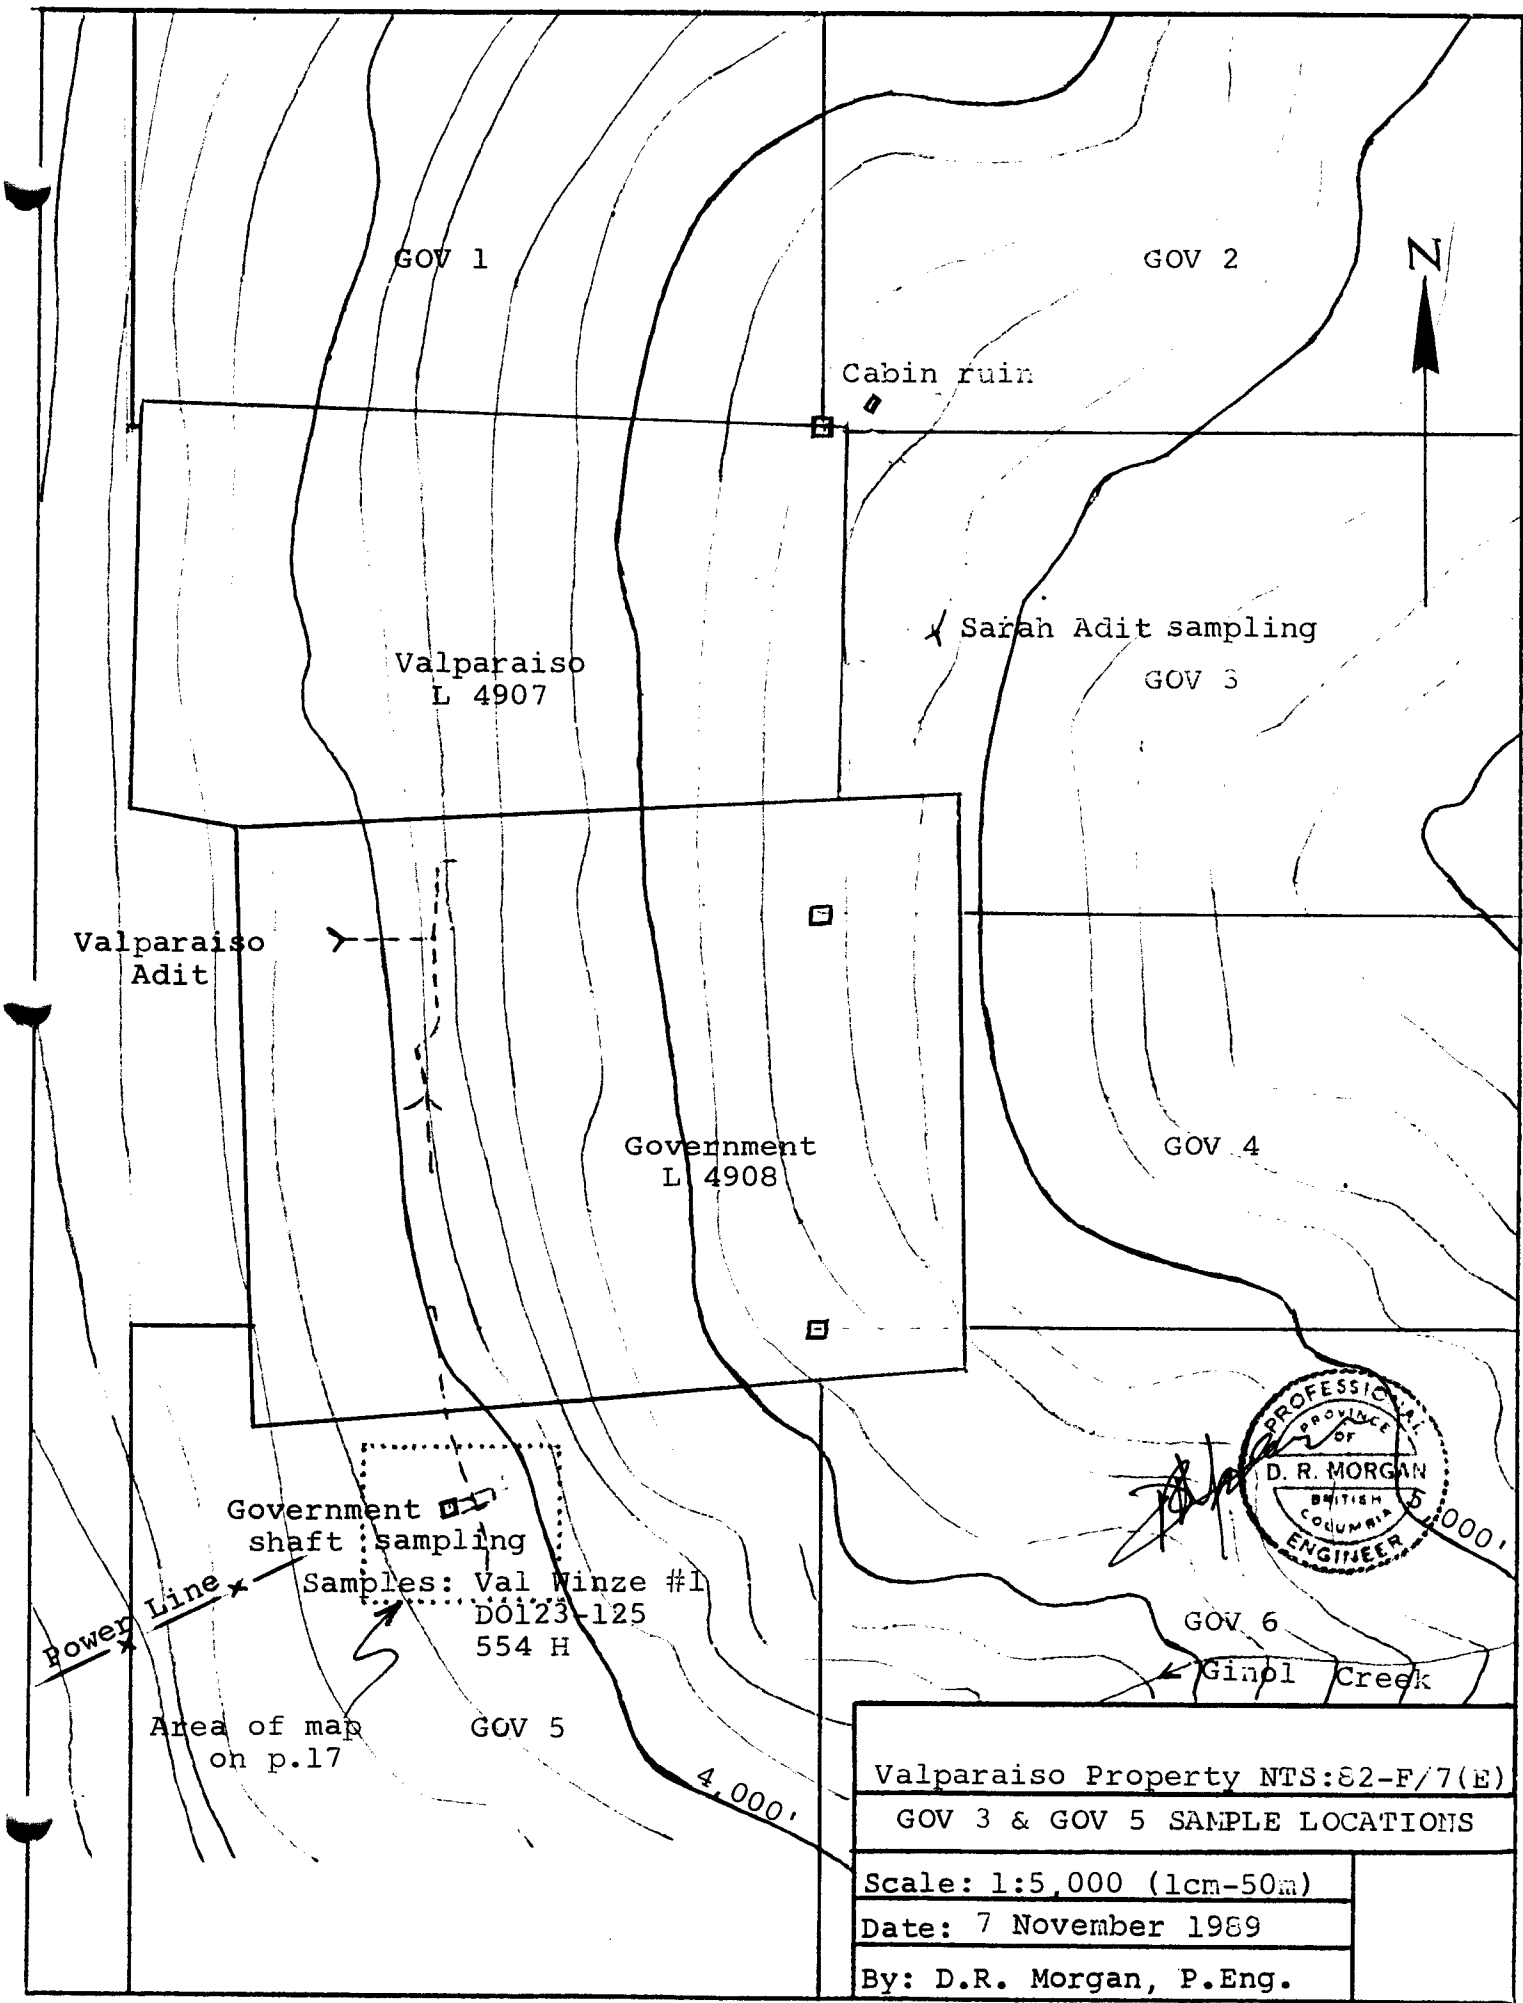 GOV 1
GOV 2
N
Cabin ruin
Sarah Adit sampling
GOV 3
Valparaiso
L 4907
Valparaiso
Adit
Government
L 4908
GOV 4
PROFESSIONAL
PROVINCE
OF
D. R. MORGAN
BRITISH
COLUMBIA
ENGINEER
5,000'
Government
shaft sampling
Samples: Val Winze #1
DO123-125
554 H
Power Line
GOV 6
Ginol Creek
Area of map
on p.17
GOV 5
4,000'
Valparaiso Property NTS:82-F/7(E)
GOV 3 & GOV 5 SAMPLE LOCATIONS
Scale: 1:5,000 (1cm-50m)
Date: 7 November 1989
By: D.R. Morgan, P.Eng.